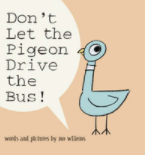 Don't
Let the
Pigeon
Drive
the
Bus!
words and pictures by mo willems